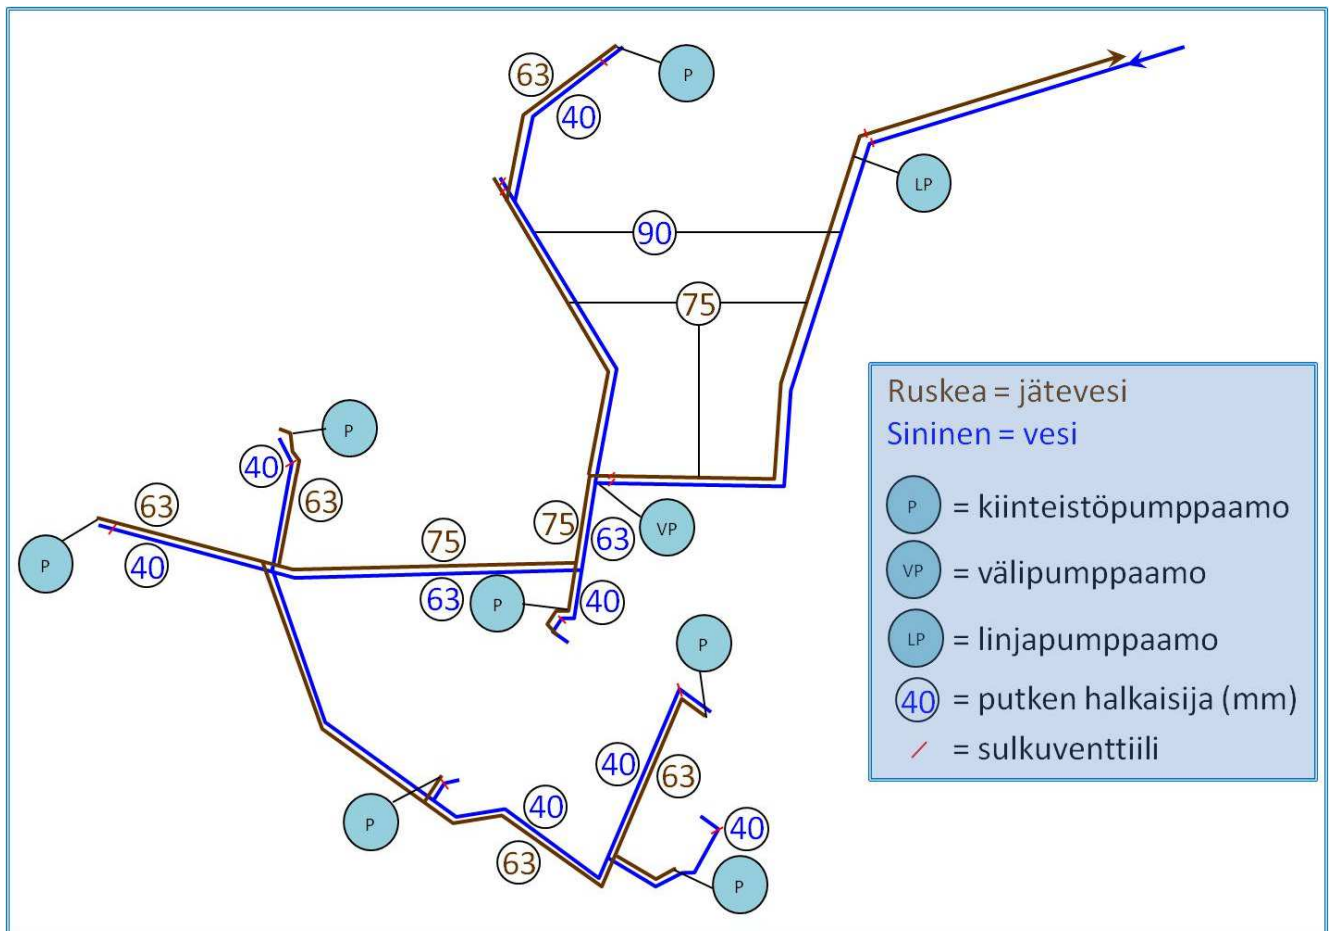 63
P
40
LP
90
75
P
40
63
63
75
75
63
VP
P
40
63
P
40
P
40
63
40
P
40
63
P
Ruskea = jätevesi
Sininen = vesi
P = kiinteistöpumppaamo
VP = välipumppaamo
LP = linjapumppaamo
40 = putken halkaisija (mm)
= sulkuventtiili